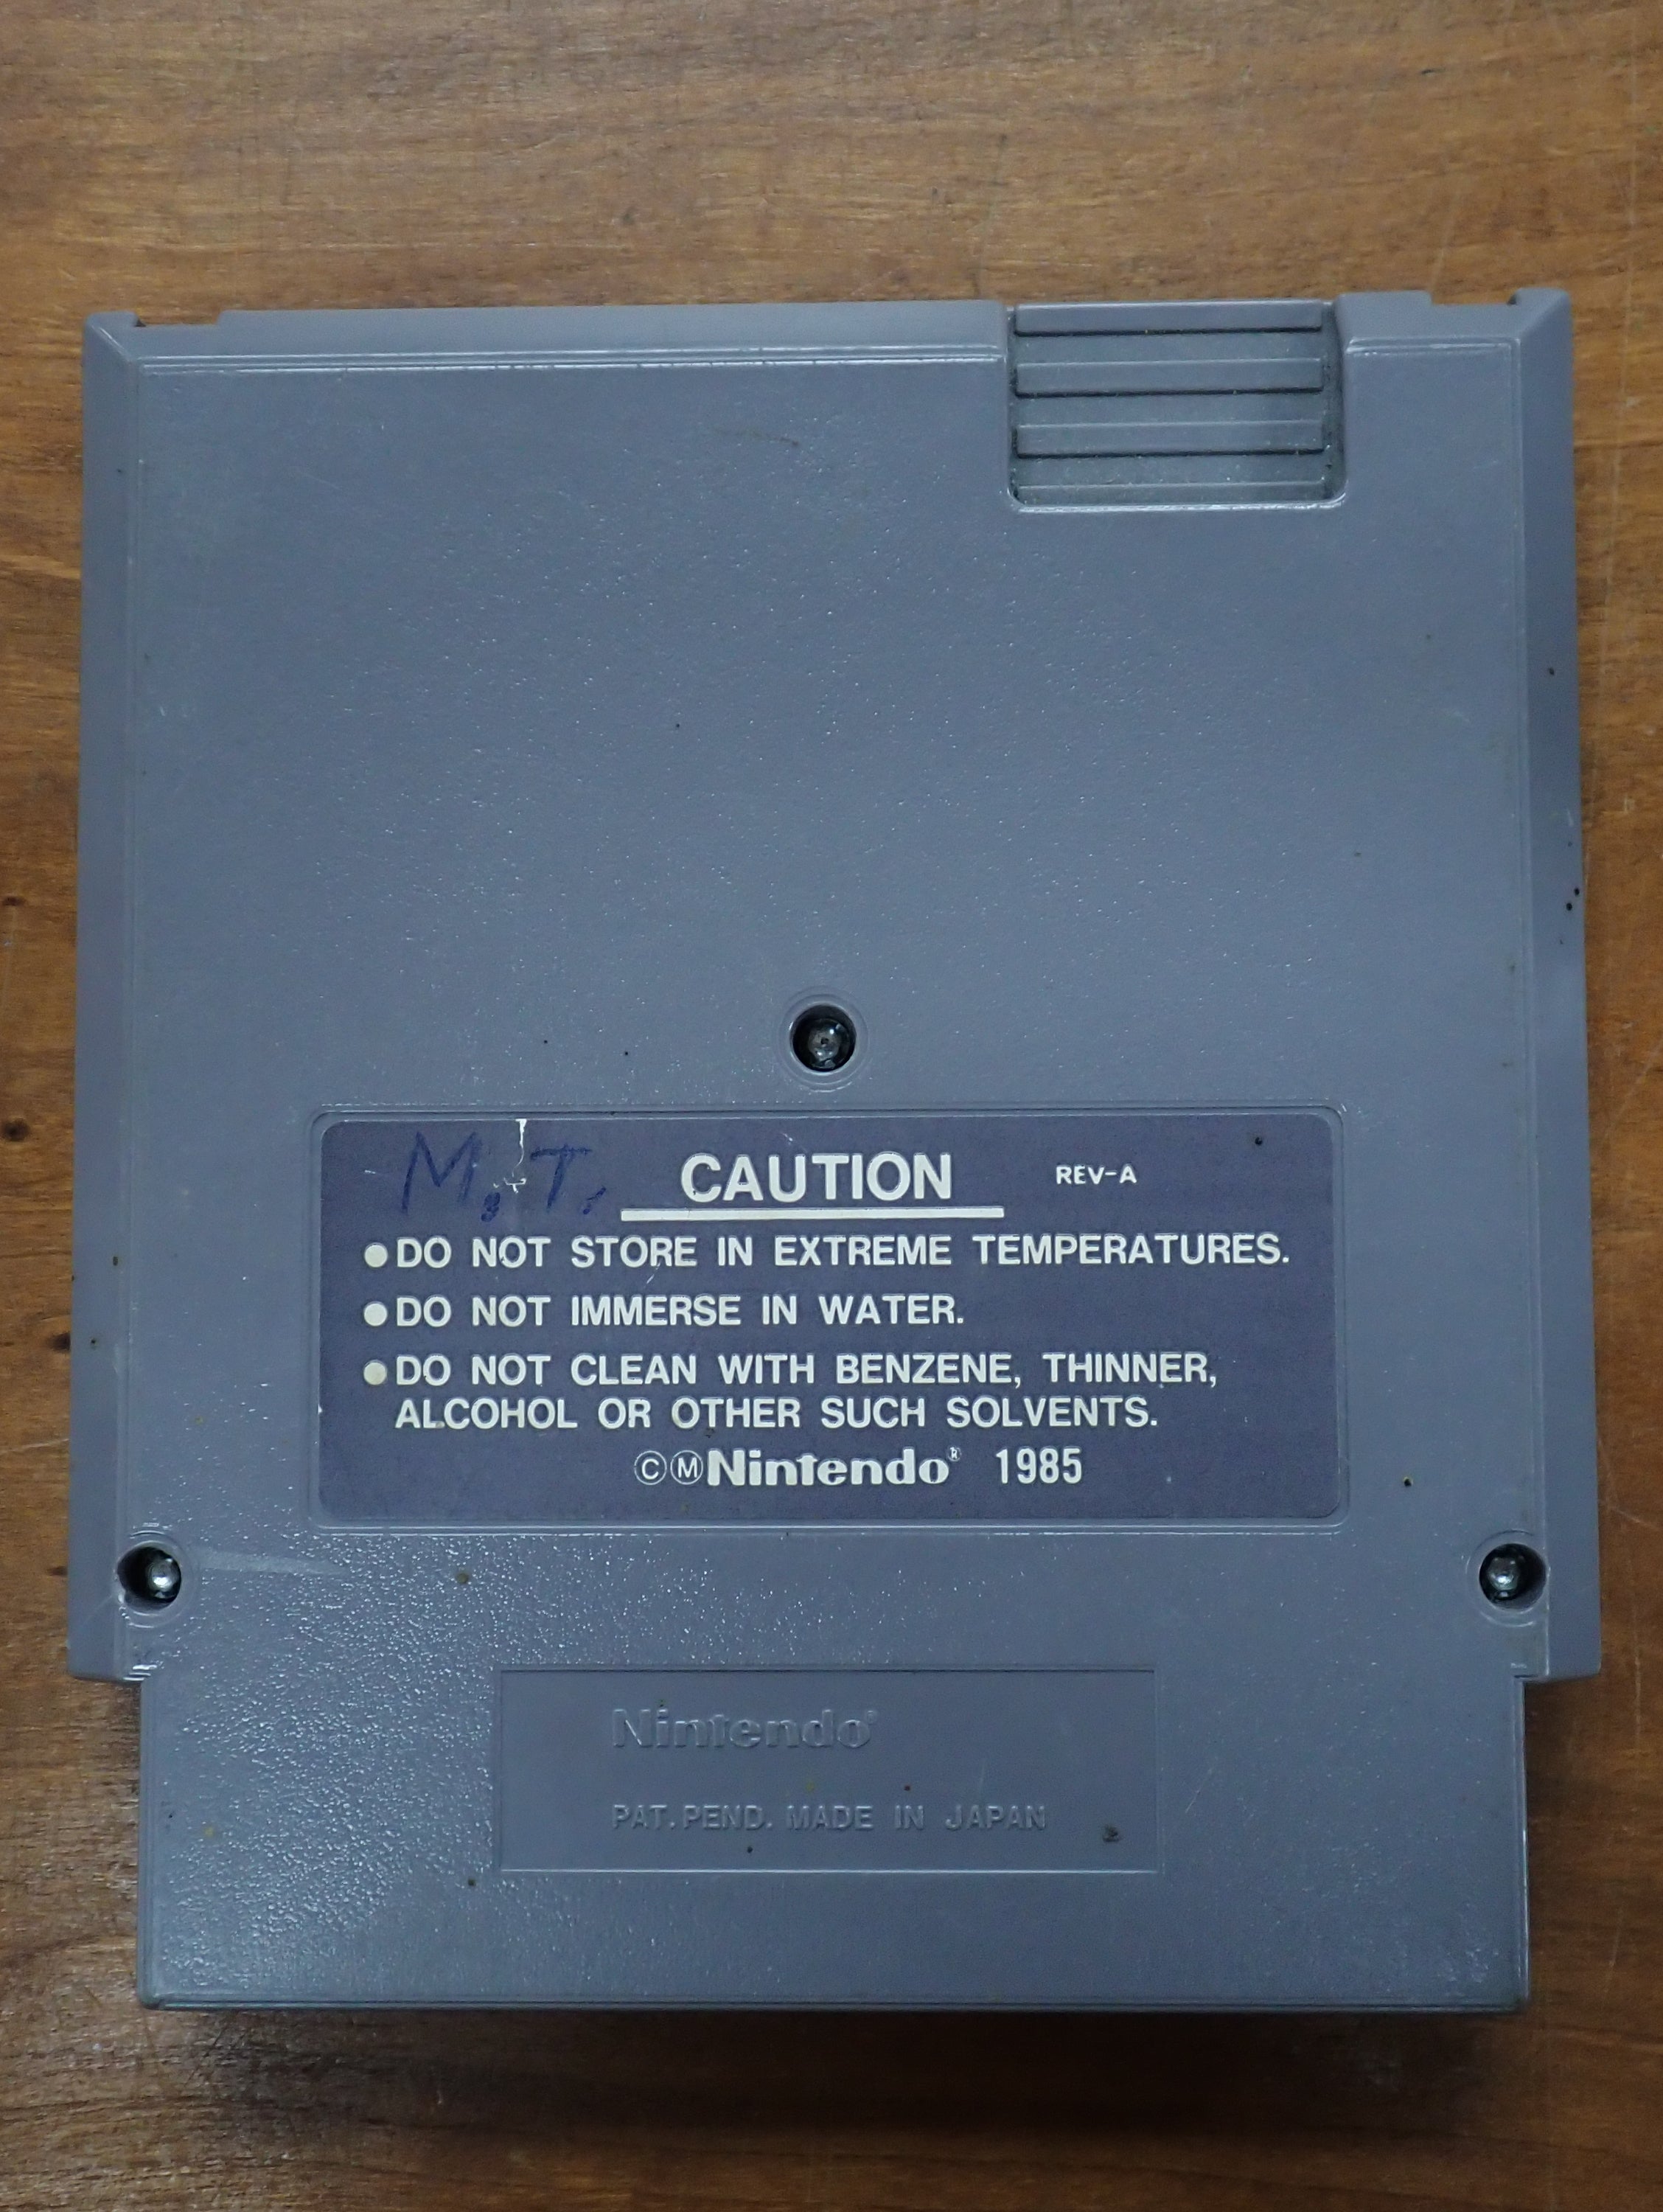 M. T. CAUTION REV-A
●DO NOT STORE IN EXTREME TEMPERATURES.
●DO NOT IMMERSE IN WATER.
●DO NOT CLEAN WITH BENZENE, THINNER,
ALCOHOL OR OTHER SUCH SOLVENTS.
©ⓂNintendo® 1985
Nintendo®
PAT. PEND. MADE IN JAPAN